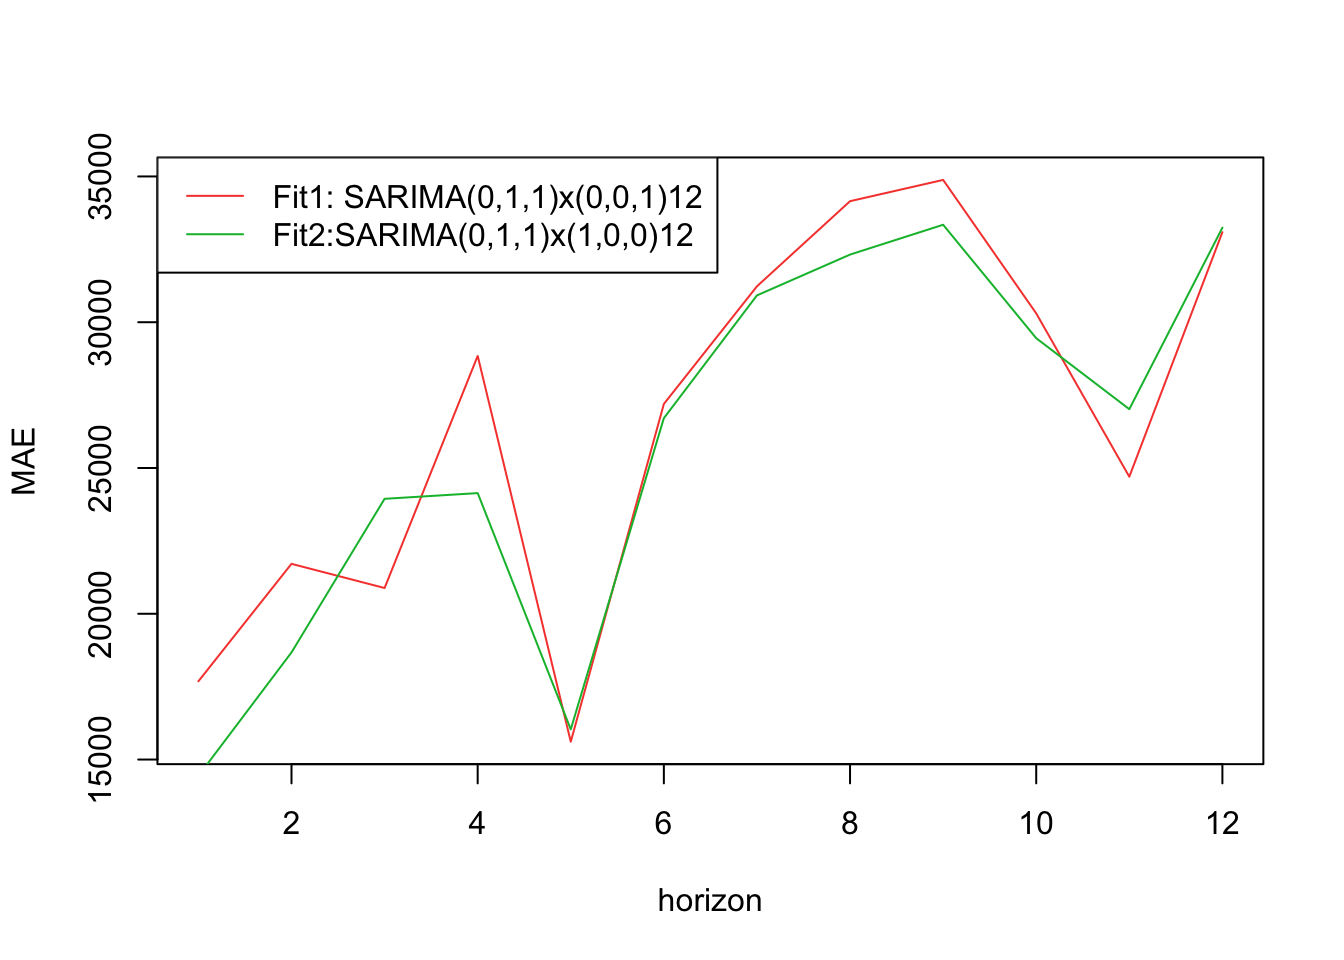 Fit1: SARIMA(0,1,1)x(0,0,1)12
Fit2:SARIMA(0,1,1)x(1,0,0)12
MAE
35000
30000
25000
20000
15000
2 4 6 8 10 12
horizon